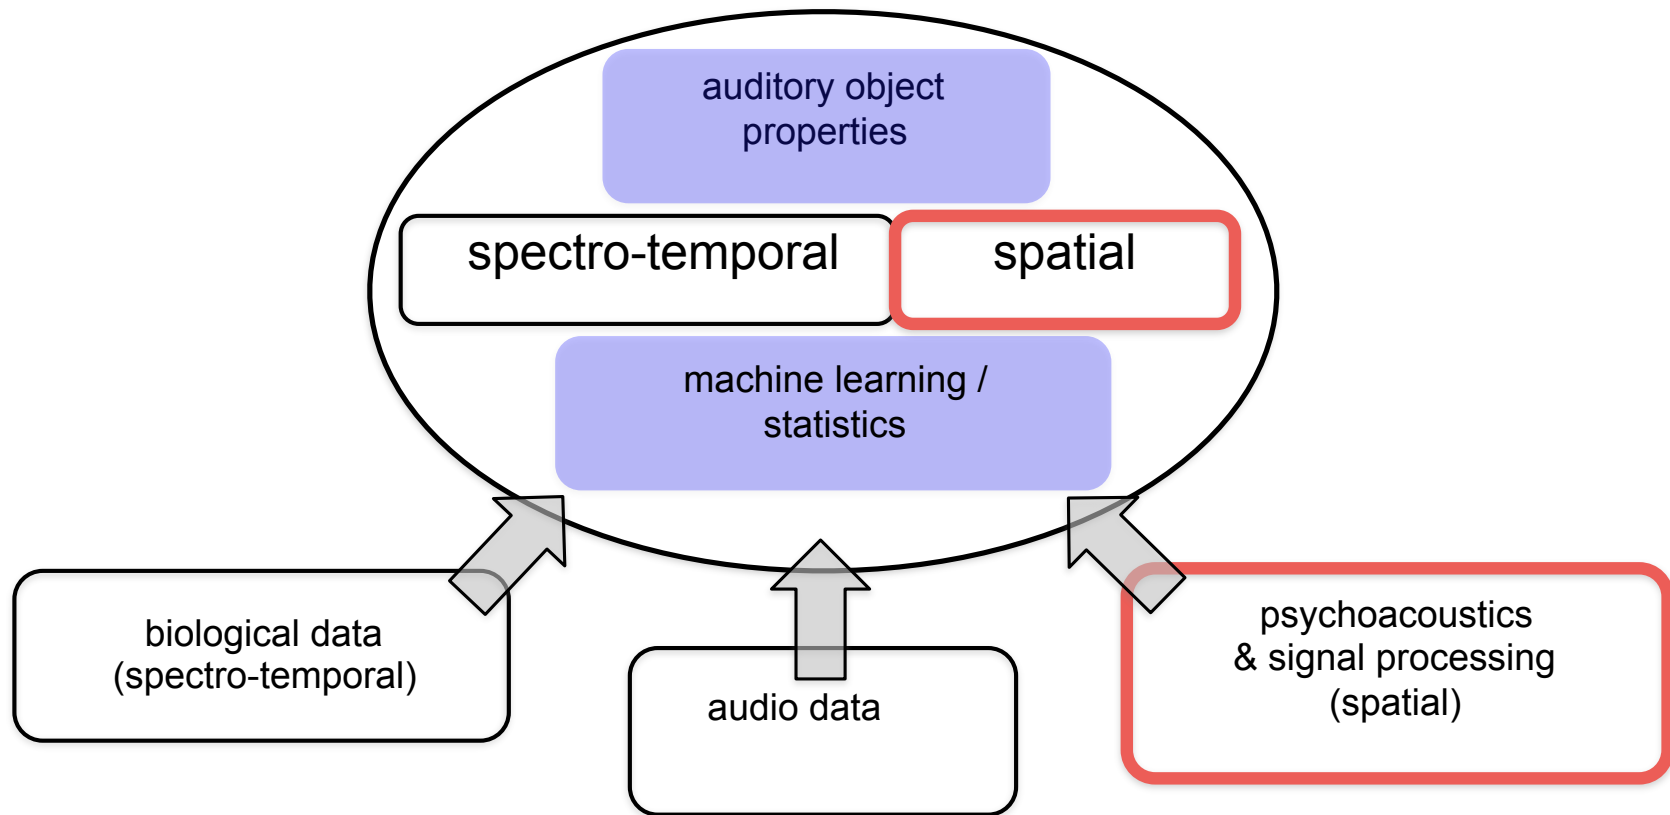 auditory object
properties
spectro-temporal
spatial
machine learning /
statistics
biological data
(spectro-temporal)
audio data
psychoacoustics
& signal processing
(spatial)